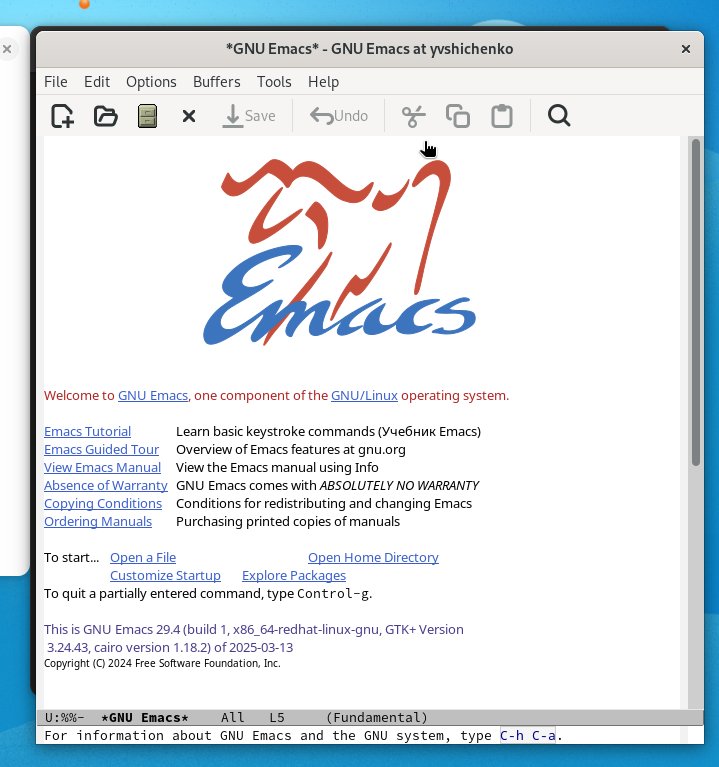 *GNU Emacs* - GNU Emacs at yvshichenko
File Edit Options Buffers Tools Help
Save Undo
Emacs
Welcome to GNU Emacs, one component of the GNU/Linux operating system.
Emacs Tutorial Learn basic keystroke commands (Учебник Emacs)
Emacs Guided Tour Overview of Emacs features at gnu.org
View Emacs Manual View the Emacs manual using Info
Absence of Warranty GNU Emacs comes with ABSOLUTELY NO WARRANTY
Copying Conditions Conditions for redistributing and changing Emacs
Ordering Manuals Purchasing printed copies of manuals
To start... Open a File Open Home Directory
Customize Startup Explore Packages
To quit a partially entered command, type Control-g.
This is GNU Emacs 29.4 (build 1, x86_64-redhat-linux-gnu, GTK+ Version
3.24.43, cairo version 1.18.2) of 2025-03-13
Copyright (C) 2024 Free Software Foundation, Inc.
U:%%- *GNU Emacs* All L5 (Fundamental)
For information about GNU Emacs and the GNU system, type C-h C-a.